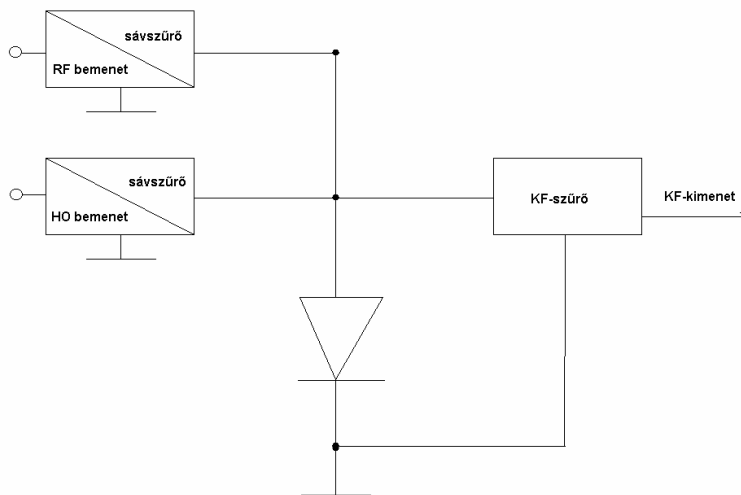 sávszűrő
RF bemenet
sávszűrő
HO bemenet
KF-szűrő
KF-kimenet